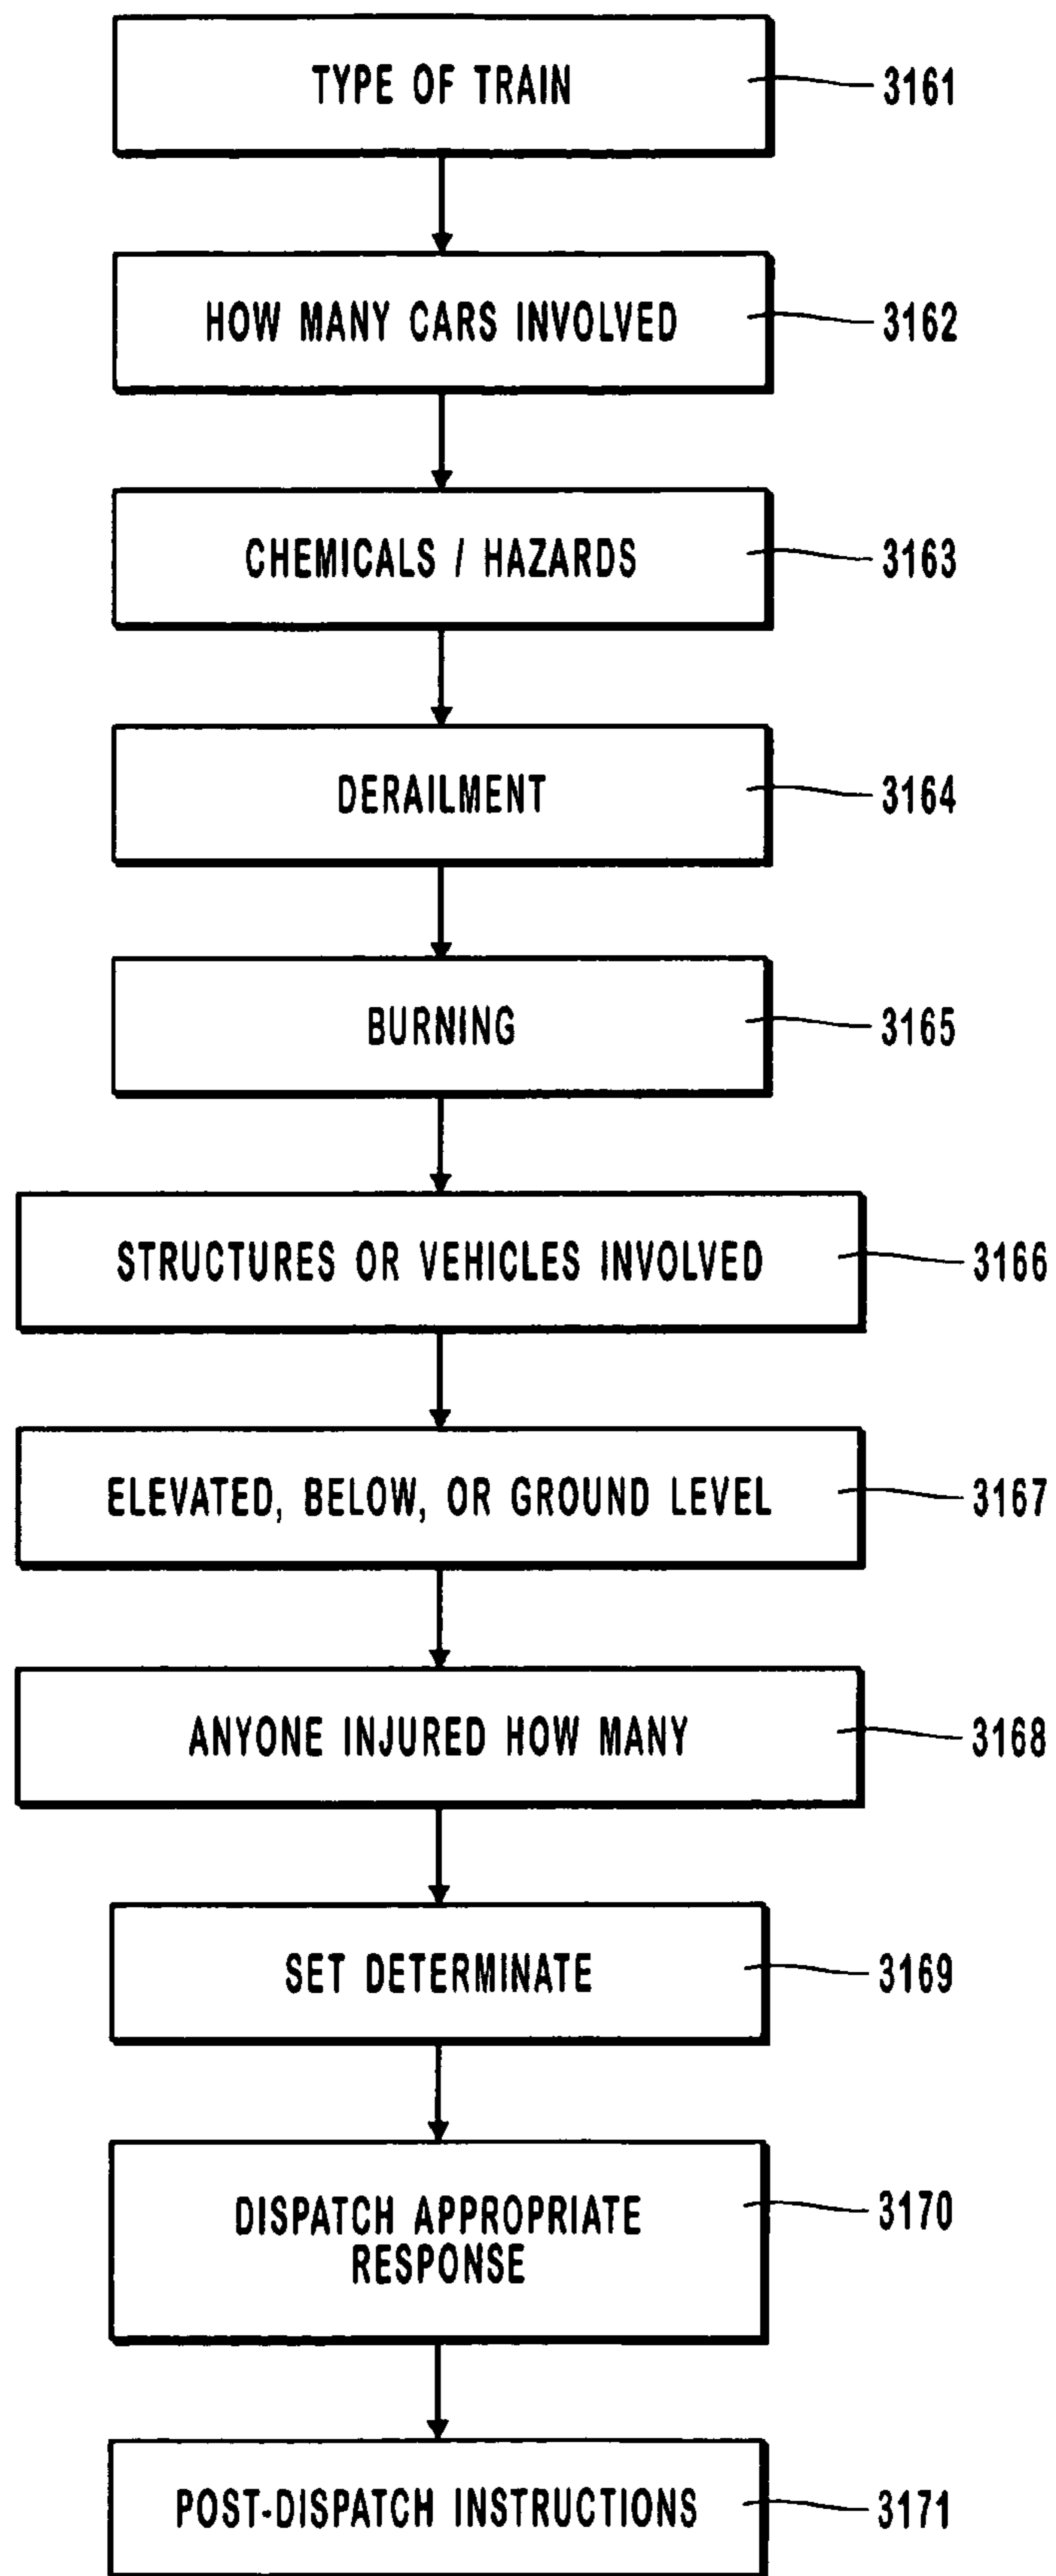 TYPE OF TRAIN 3161
HOW MANY CARS INVOLVED 3162
CHEMICALS / HAZARDS 3163
DERAILMENT 3164
BURNING 3165
STRUCTURES OR VEHICLES INVOLVED 3166
ELEVATED, BELOW, OR GROUND LEVEL 3167
ANYONE INJURED HOW MANY 3168
SET DETERMINATE 3169
DISPATCH APPROPRIATE 3170
RESPONSE
POST-DISPATCH INSTRUCTIONS 3171